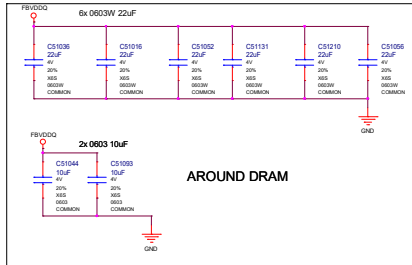 FBVDDQ
6x 0603W 22uF
C51036
22uF
4V
20%
X6S
0603W
COMMON
C51016
22uF
4V
20%
X6S
0603W
COMMON
C51052
22uF
4V
20%
X6S
0603W
COMMON
C51131
22uF
4V
20%
X6S
0603W
COMMON
C51210
22uF
4V
20%
X6S
0603W
COMMON
C51056
22uF
4V
20%
X6S
0603W
COMMON
GND
FBVDDQ
2x 0603 10uF
C51044
10uF
4V
20%
X6S
0603
COMMON
C51093
10uF
4V
20%
X6S
0603
COMMON
AROUND DRAM
GND